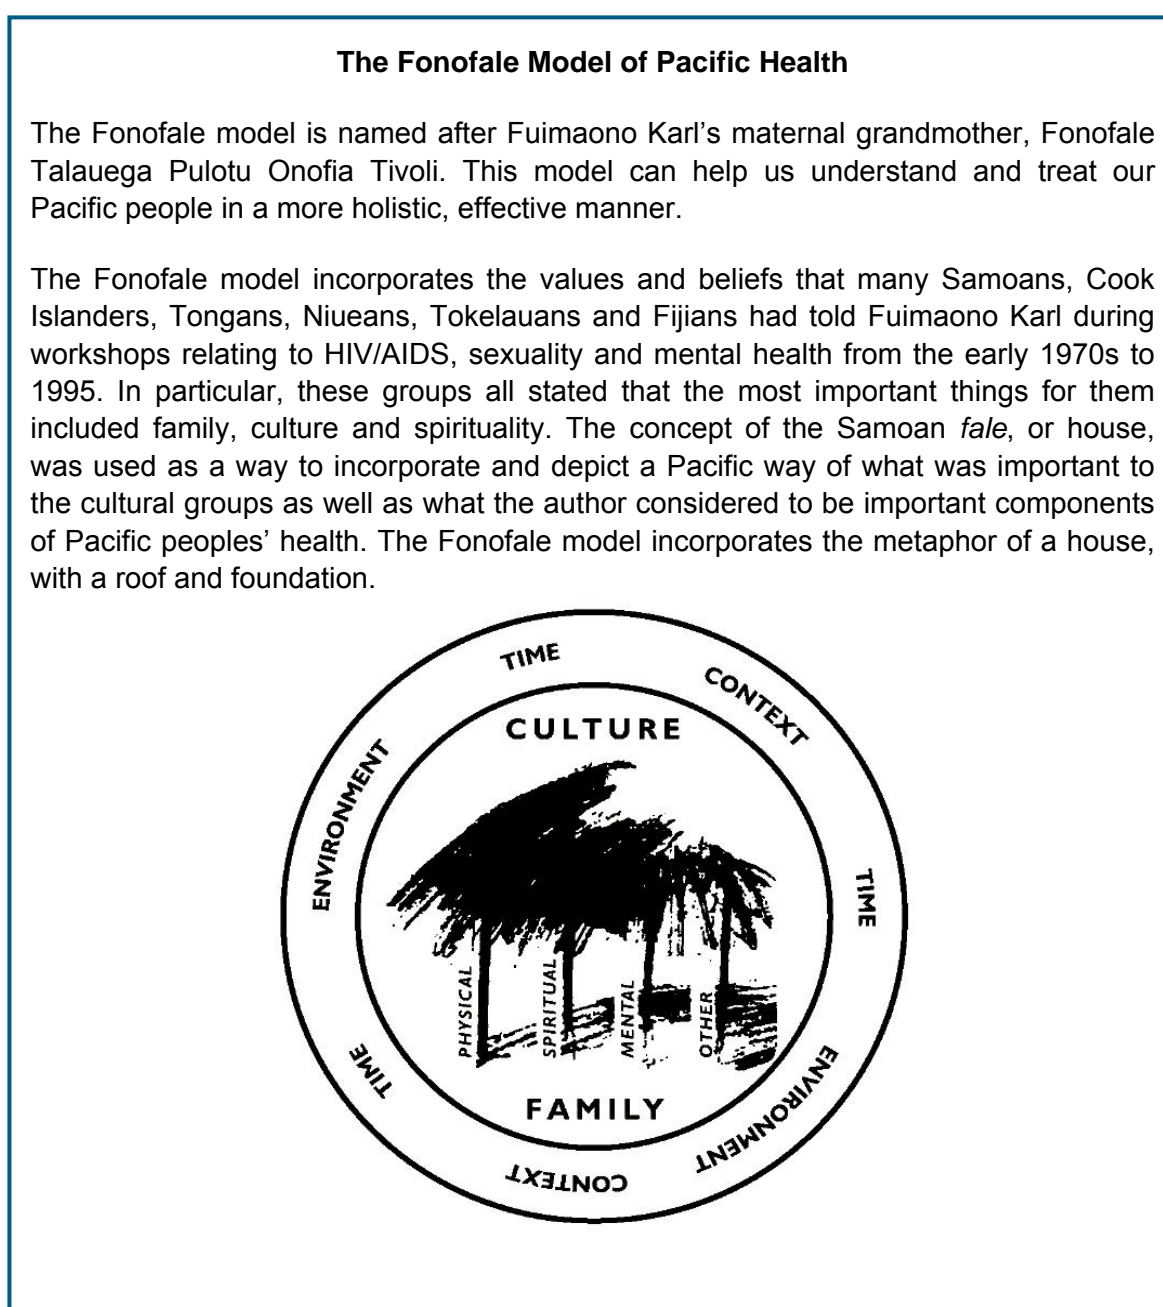 The Fonofale Model of Pacific Health
The Fonofale model is named after Fuimaono Karl’s maternal grandmother, Fonofale
Talauega Pulotu Onofia Tivoli. This model can help us understand and treat our
Pacific people in a more holistic, effective manner.
The Fonofale model incorporates the values and beliefs that many Samoans, Cook
Islanders, Tongans, Niueans, Tokelauans and Fijians had told Fuimaono Karl during
workshops relating to HIV/AIDS, sexuality and mental health from the early 1970s to
1995. In particular, these groups all stated that the most important things for them
included family, culture and spirituality. The concept of the Samoan fale, or house,
was used as a way to incorporate and depict a Pacific way of what was important to
the cultural groups as well as what the author considered to be important components
of Pacific peoples’ health. The Fonofale model incorporates the metaphor of a house,
with a roof and foundation.
TIME
CONTEXT
TIME
ENVIRONMENT
CONTEXT
TIME
ENVIRONMENT
CULTURE
PHYSICAL
SPIRITUAL
MENTAL
OTHER
FAMILY